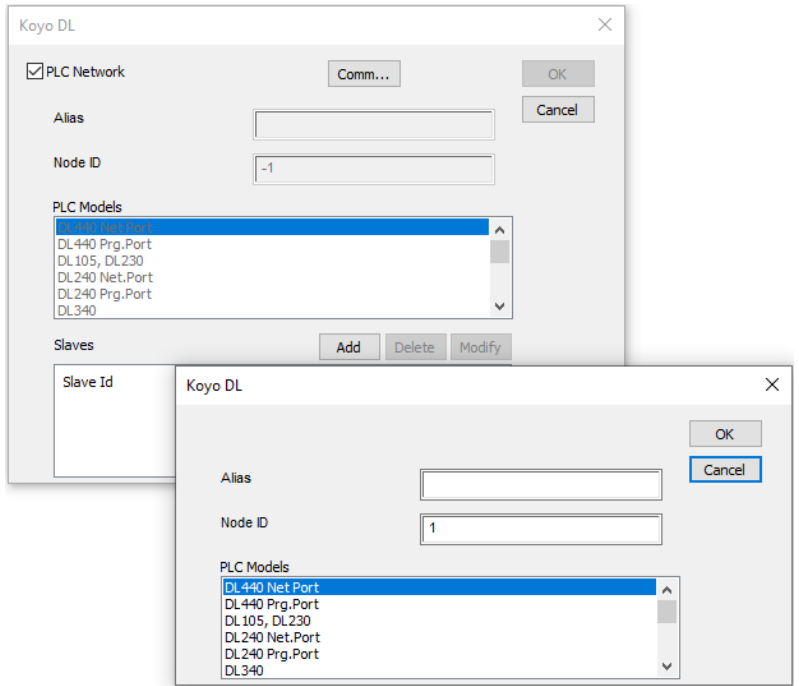 Koyo DL
PLC Network
Comm...
OK
Cancel
Alias
Node ID
-1
PLC Models
DL440 Net Port
DL440 Prg.Port
DL105, DL230
DL240 Net.Port
DL240 Prg.Port
DL340
Slaves
Add
Delete
Modify
Slave Id
Koyo DL
OK
Cancel
Alias
Node ID
1
PLC Models
DL440 Net Port
DL440 Prg.Port
DL105, DL230
DL240 Net.Port
DL240 Prg.Port
DL340